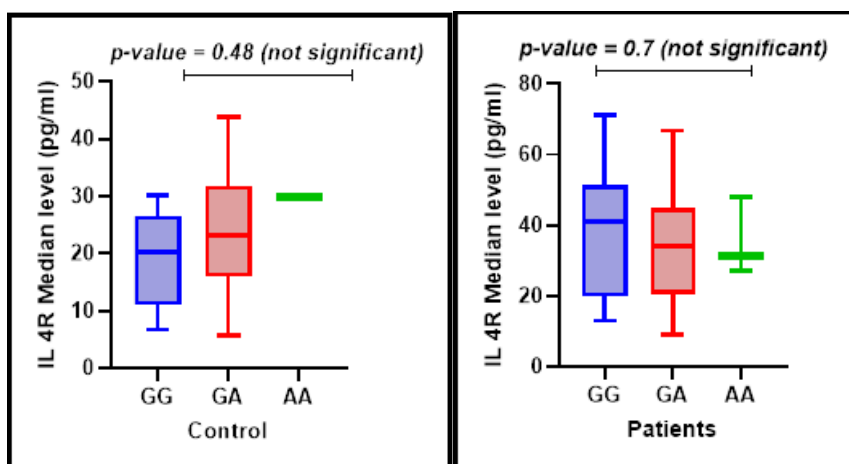 p-value = 0.48 (not significant)
IL 4R Median level (pg/ml)
50
40
30
20
10
0
GG GA AA
Control
p-value = 0.7 (not significant)
IL 4R Median level (pg/ml)
80
60
40
20
0
GG GA AA
Patients